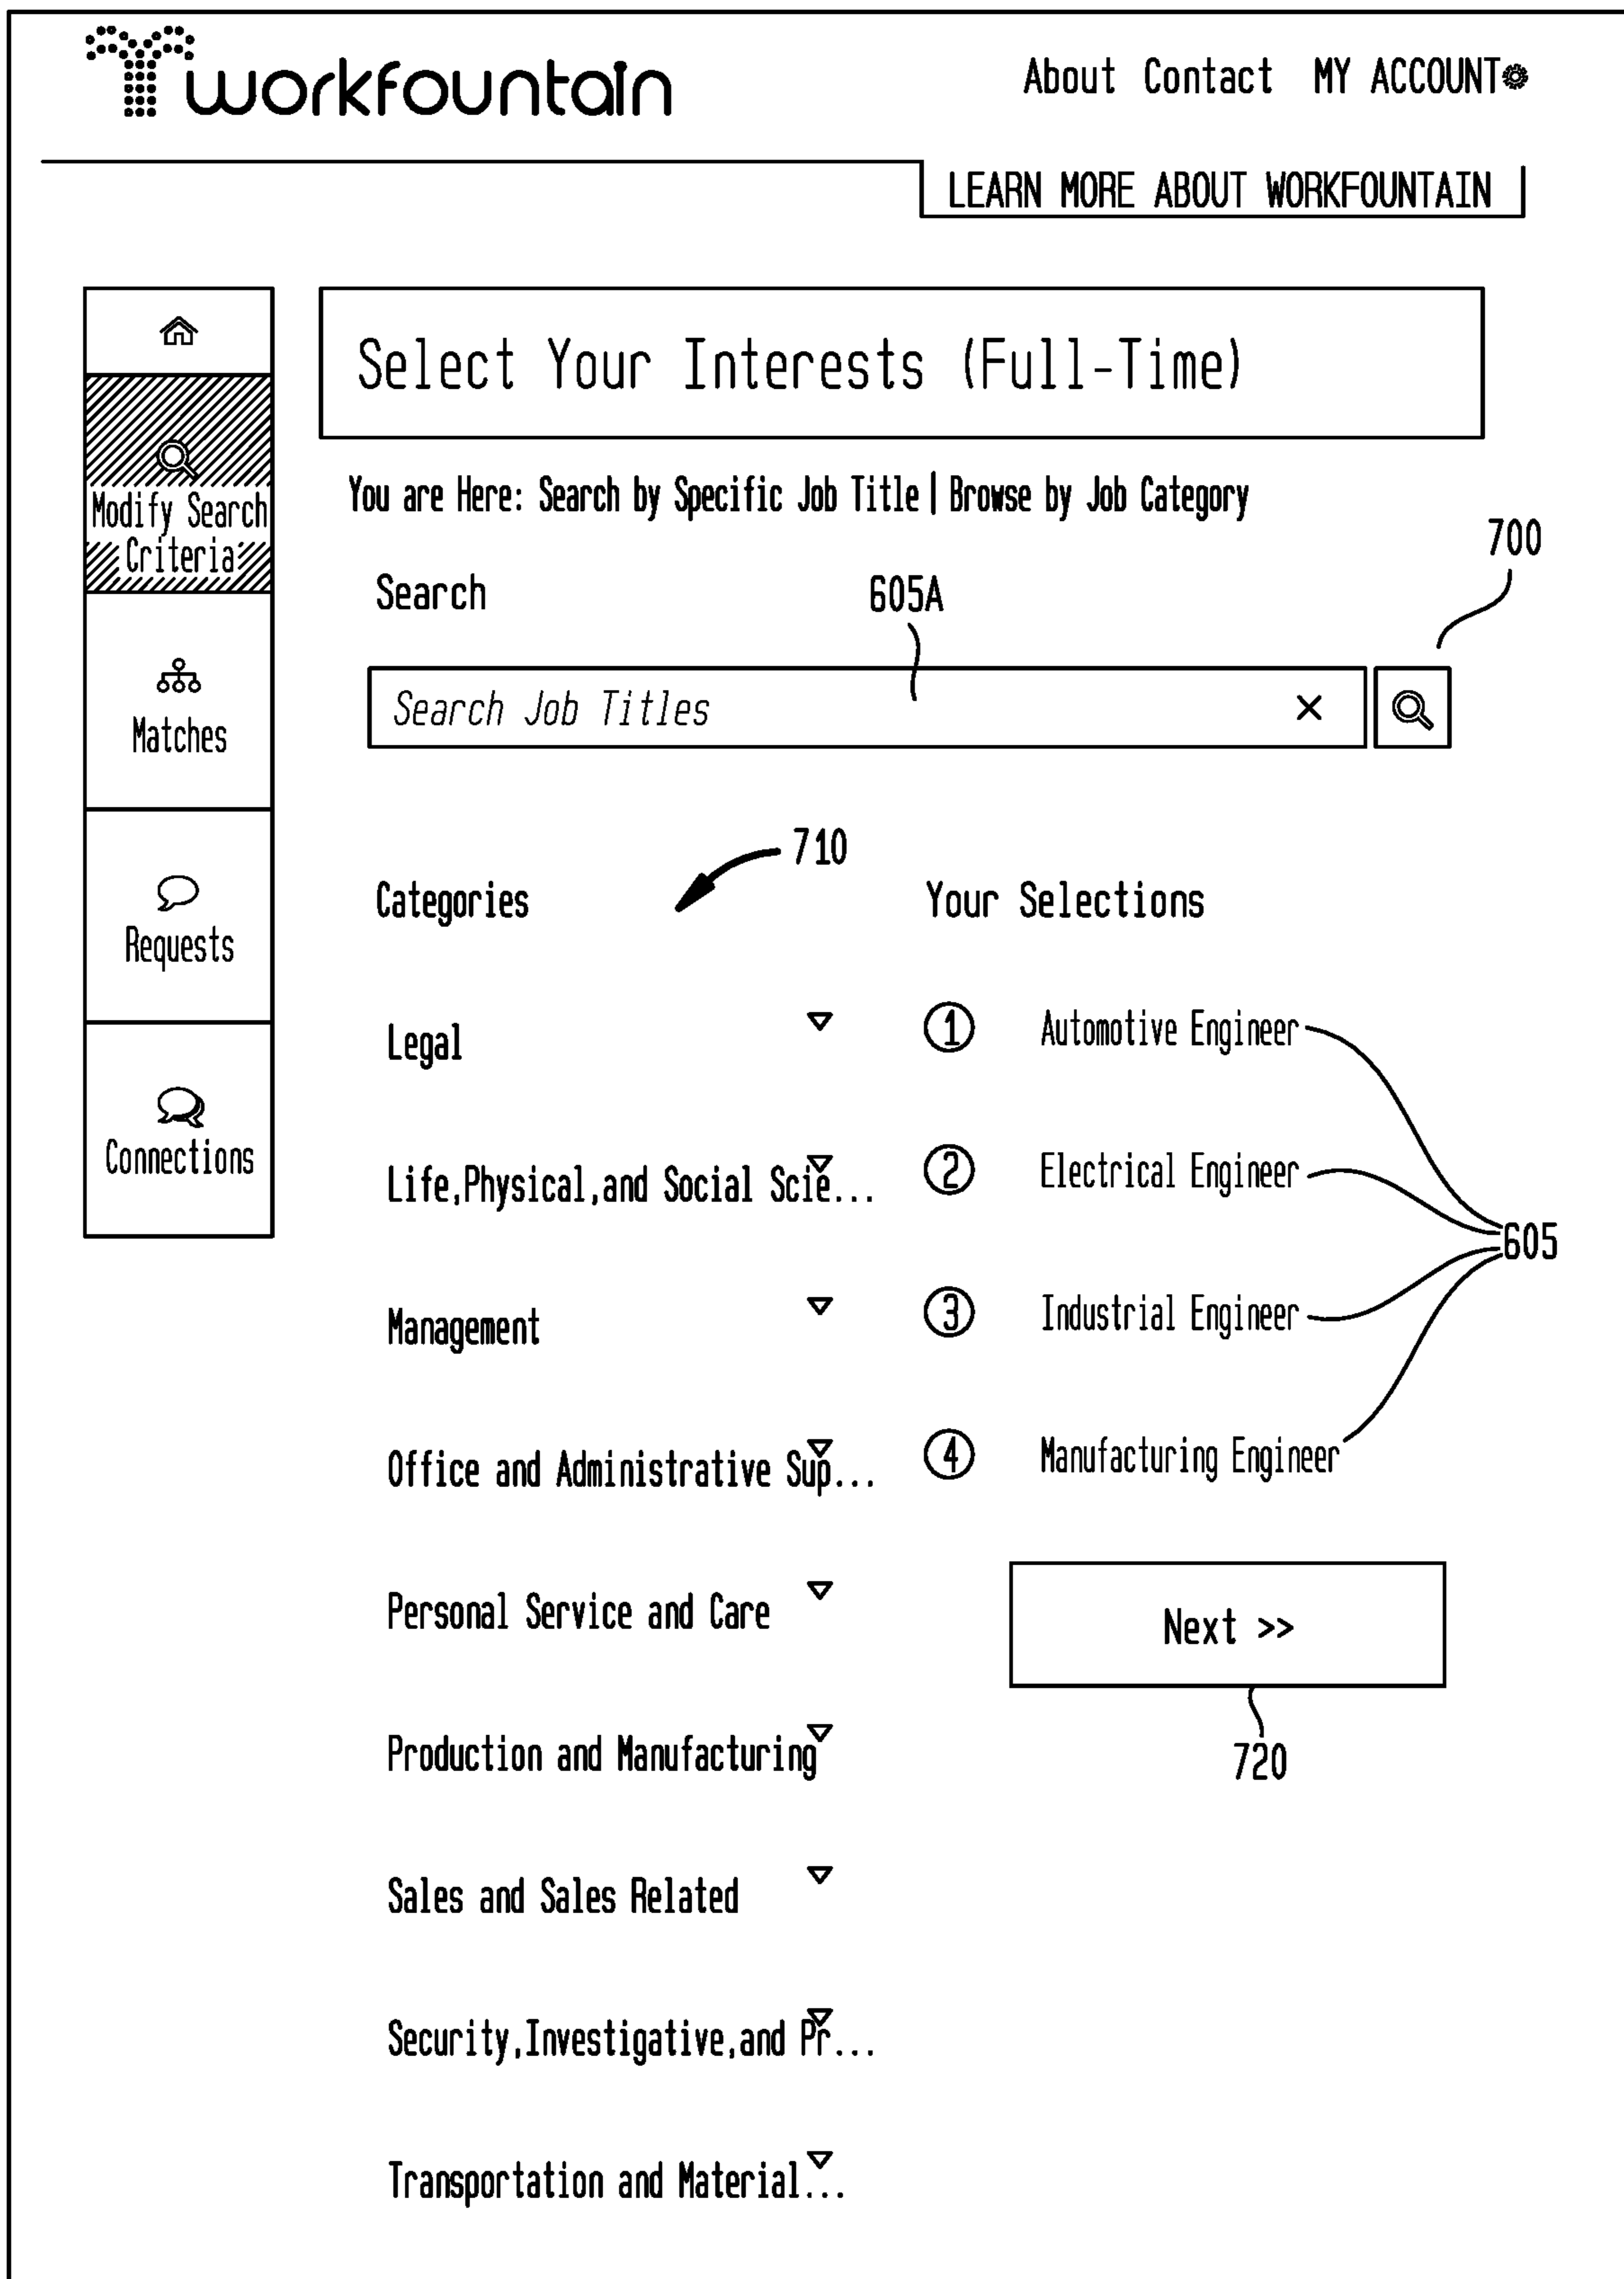 workfountain
About Contact MY ACCOUNT
LEARN MORE ABOUT WORKFOUNTAIN
Select Your Interests (Full-Time)
Modify Search
Criteria
Matches
Requests
Connections
You are Here: Search by Specific Job Title | Browse by Job Category
700
Search
605A
Search Job Titles ×
710
Categories
Legal
Life,Physical,and Social Scie...
Management
Office and Administrative Sup...
Personal Service and Care
Production and Manufacturing
Sales and Sales Related
Security,Investigative,and Pr...
Transportation and Material...
Your Selections
1 Automotive Engineer
2 Electrical Engineer
605
3 Industrial Engineer
4 Manufacturing Engineer
Next >>
720